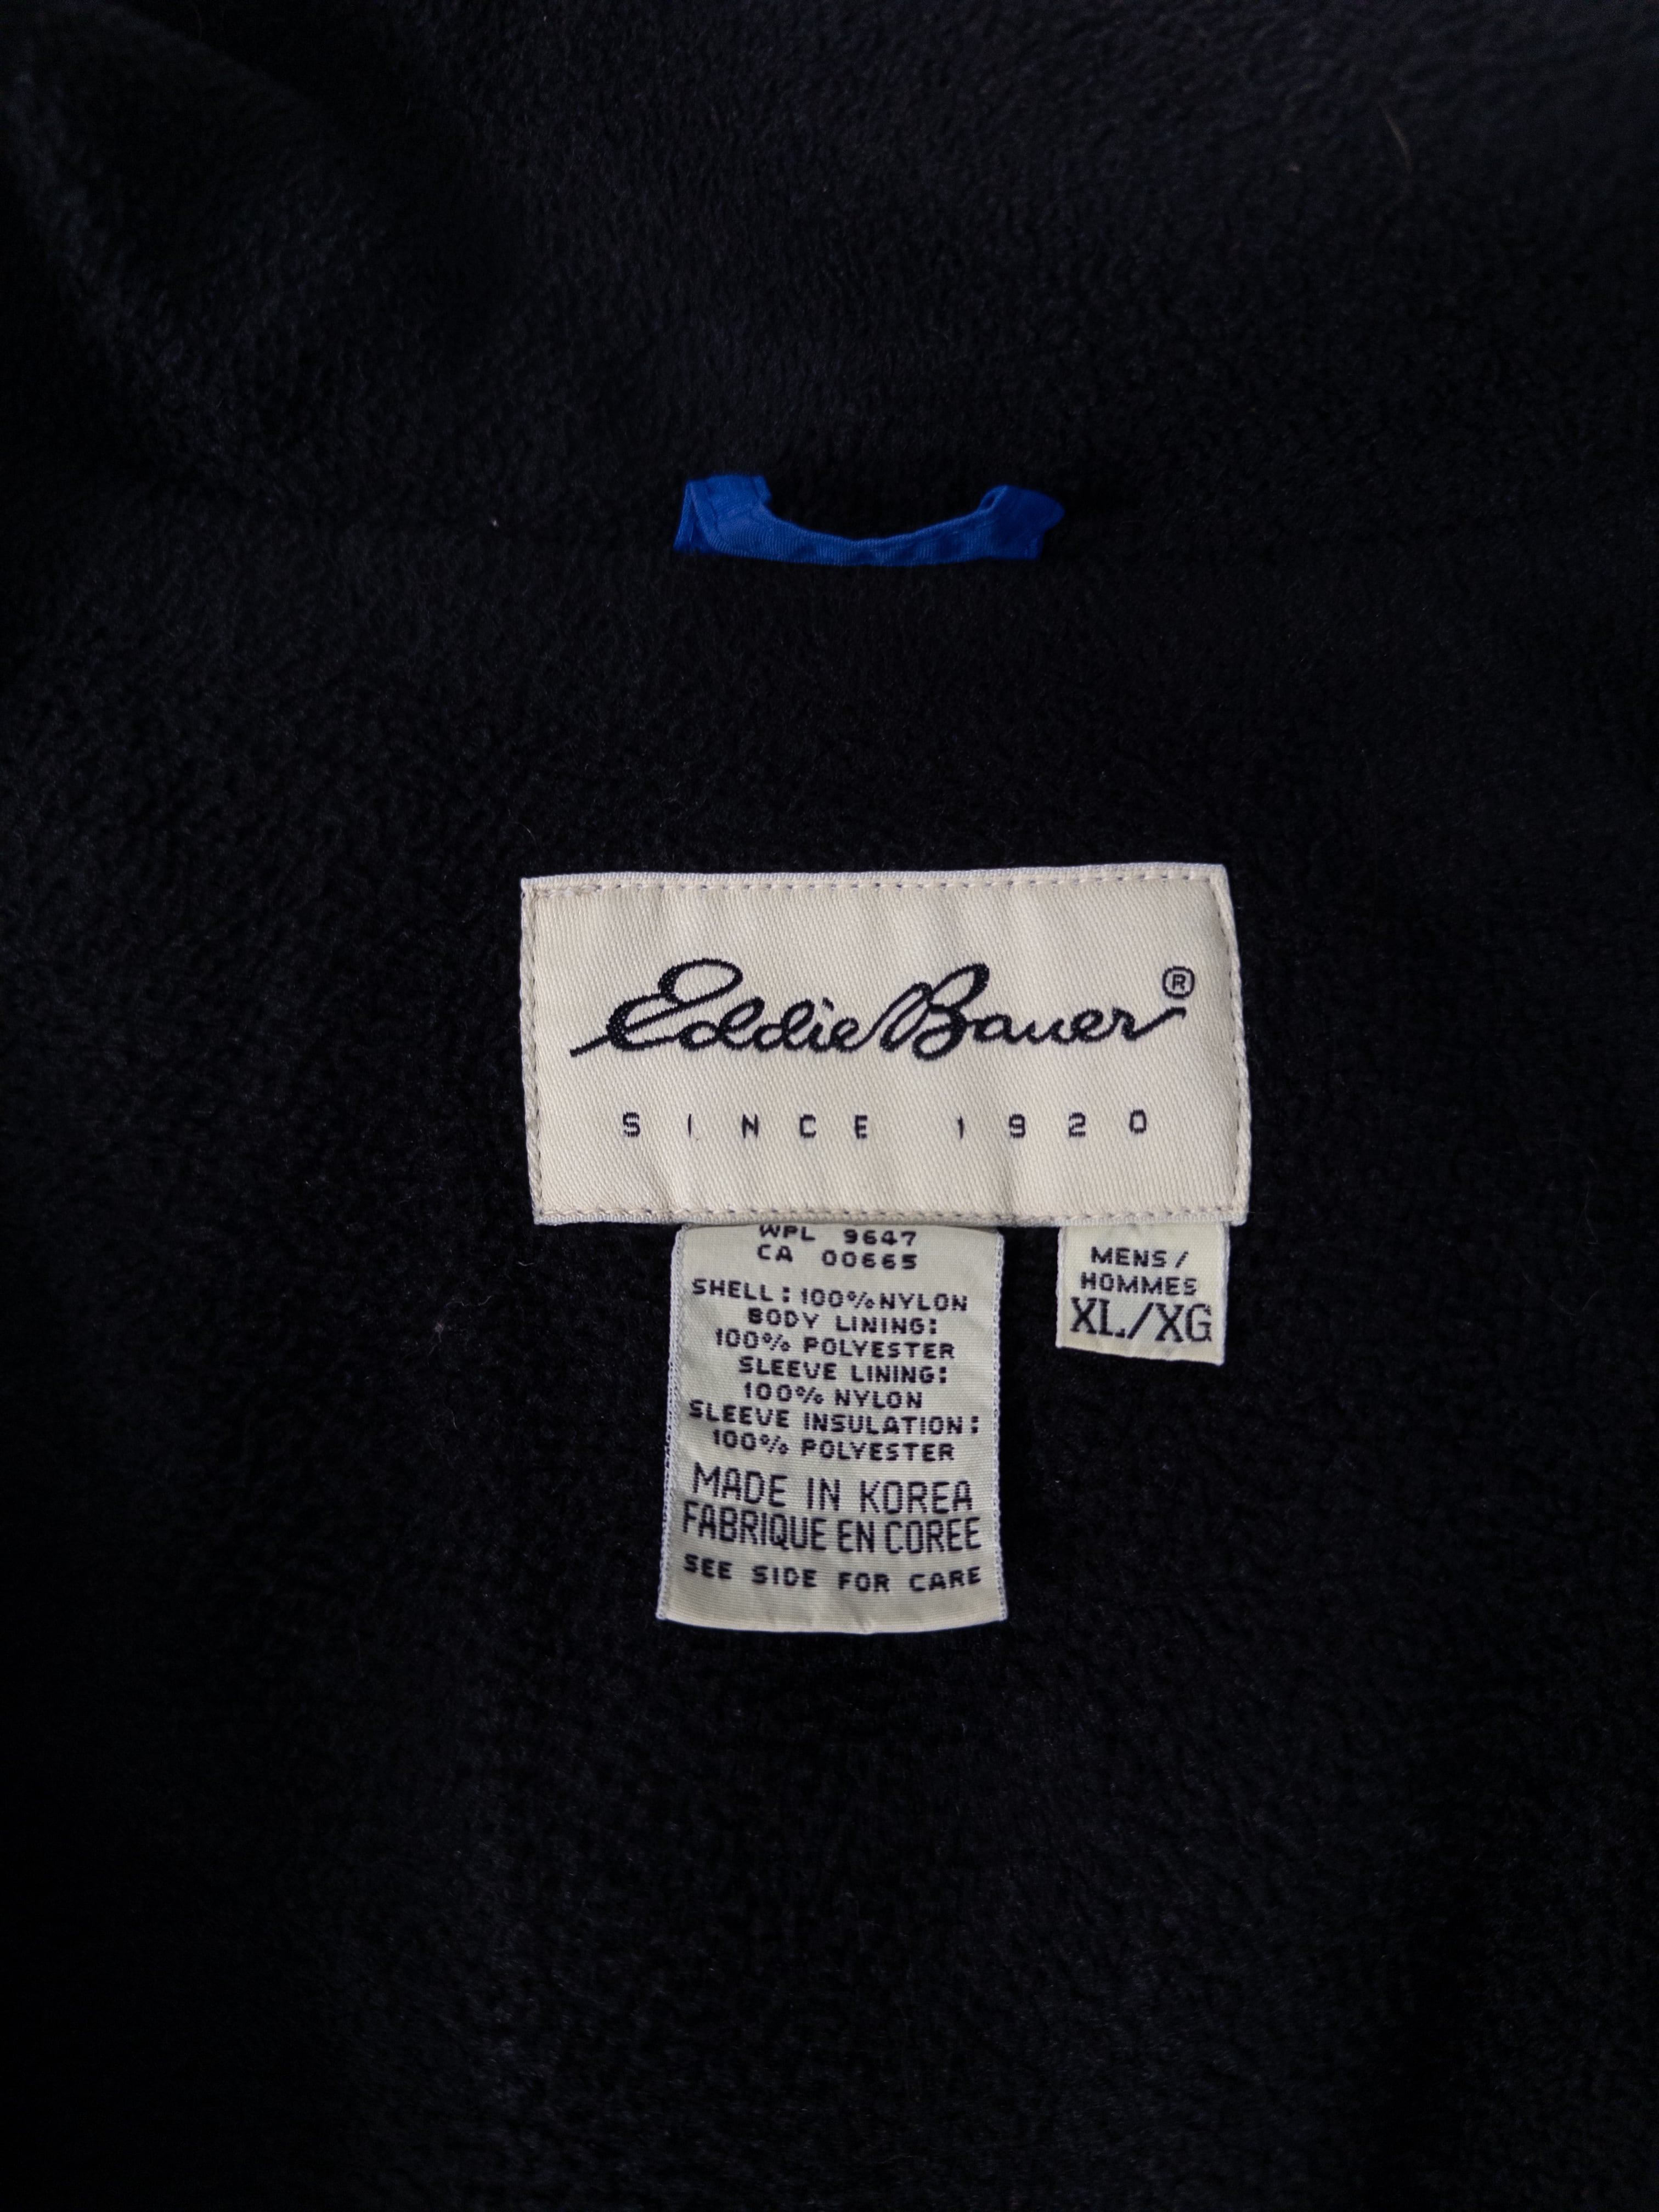 Eddie Bauer®
SINCE 1920
WPL 9647
CA 00665
SHELL: 100% NYLON
BODY LINING:
100% POLYESTER
SLEEVE LINING:
100% NYLON
SLEEVE INSULATION:
100% POLYESTER
MADE IN KOREA
FABRIQUE EN COREE
SEE SIDE FOR CARE
MENS/
HOMMES
XL/XG